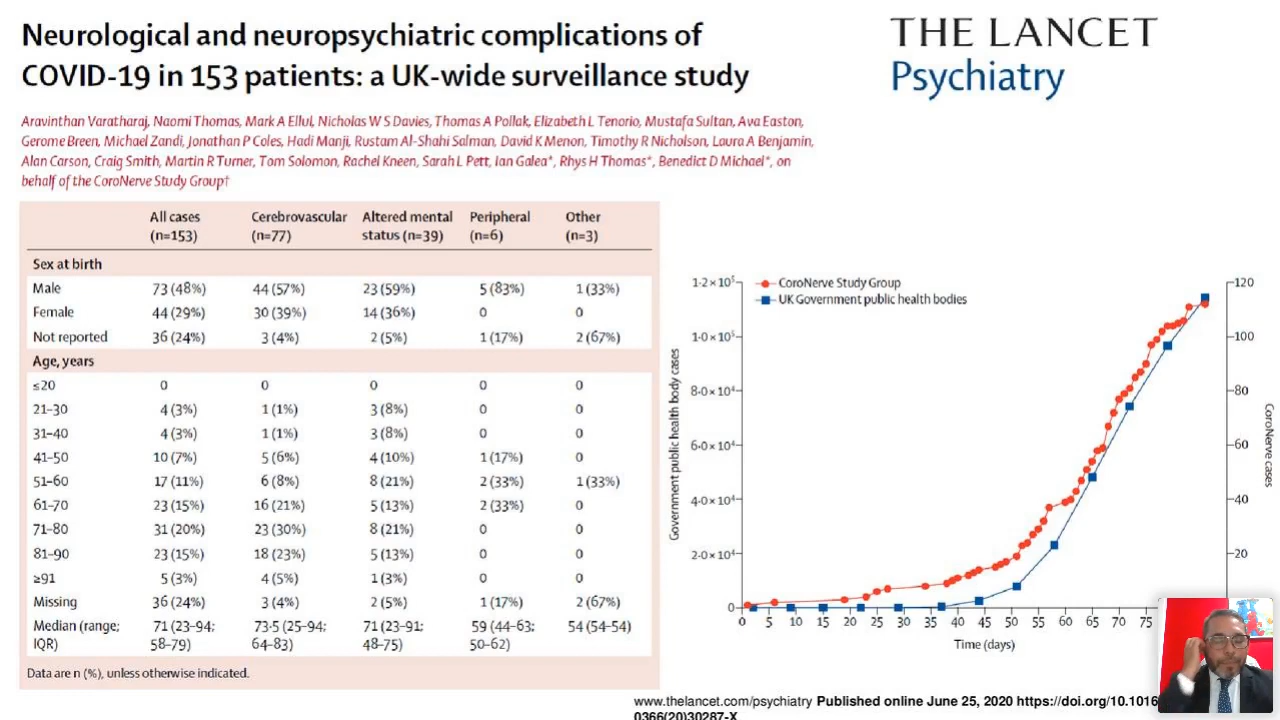 Neurological and neuropsychiatric complications of
COVID-19 in 153 patients: a UK-wide surveillance study
THE LANCET
Psychiatry
Aravinthan Varatharaj, Naomi Thomas, Mark A Ellul, Nicholas W S Davies, Thomas A Pollak, Elizabeth L Tenorio, Mustafa Sultan, Ava Easton,
Gerome Breen, Michael Zandi, Jonathan P Coles, Hadi Manji, Rustam Al-Shahi Salman, David K Menon, Timothy R Nicholson, Laura A Benjamin,
Alan Carson, Craig Smith, Martin R Turner, Tom Solomon, Rachel Kneen, Sarah L Pett, Ian Galea*, Rhys H Thomas*, Benedict D Michael*, on
behalf of the CoroNerve Study Group†
All cases (n=153) Cerebrovascular (n=77) Altered mental status (n=39) Peripheral (n=6) Other (n=3)
Sex at birth
Male 73 (48%) 44 (57%) 23 (59%) 5 (83%) 1 (33%)
Female 44 (29%) 30 (39%) 14 (36%) 0 0
Not reported 36 (24%) 3 (4%) 2 (5%) 1 (17%) 2 (67%)
Age, years
≤20 0 0 0 0 0
21–30 4 (3%) 1 (1%) 3 (8%) 0 0
31–40 4 (3%) 1 (1%) 3 (8%) 0 0
41–50 10 (7%) 5 (6%) 4 (10%) 1 (17%) 0
51–60 17 (11%) 6 (8%) 8 (21%) 2 (33%) 1 (33%)
61–70 23 (15%) 16 (21%) 5 (13%) 2 (33%) 0
71–80 31 (20%) 23 (30%) 8 (21%) 0 0
81–90 23 (15%) 18 (23%) 5 (13%) 0 0
≥91 5 (3%) 4 (5%) 1 (3%) 0 0
Missing 36 (24%) 3 (4%) 2 (5%) 1 (17%) 2 (67%)
Median (range; IQR) 71 (23–94; 58–79) 73·5 (25–94; 64–83) 71 (23–91; 48–75) 59 (44–63; 50–62) 54 (54–54)
Data are n (%), unless otherwise indicated.
CoroNerve Study Group
UK Government public health bodies
Government public health body cases
1·2 × 10⁵
1·0 × 10⁵
8·0 × 10⁴
6·0 × 10⁴
4·0 × 10⁴
2·0 × 10⁴
0
120
100
80
60
40
20
CoroNerve cases
0 5 10 15 20 25 30 35 40 45 50 55 60 65 70 75
Time (days)
www.thelancet.com/psychiatry Published online June 25, 2020 https://doi.org/10.1016
0366(20)30287-X